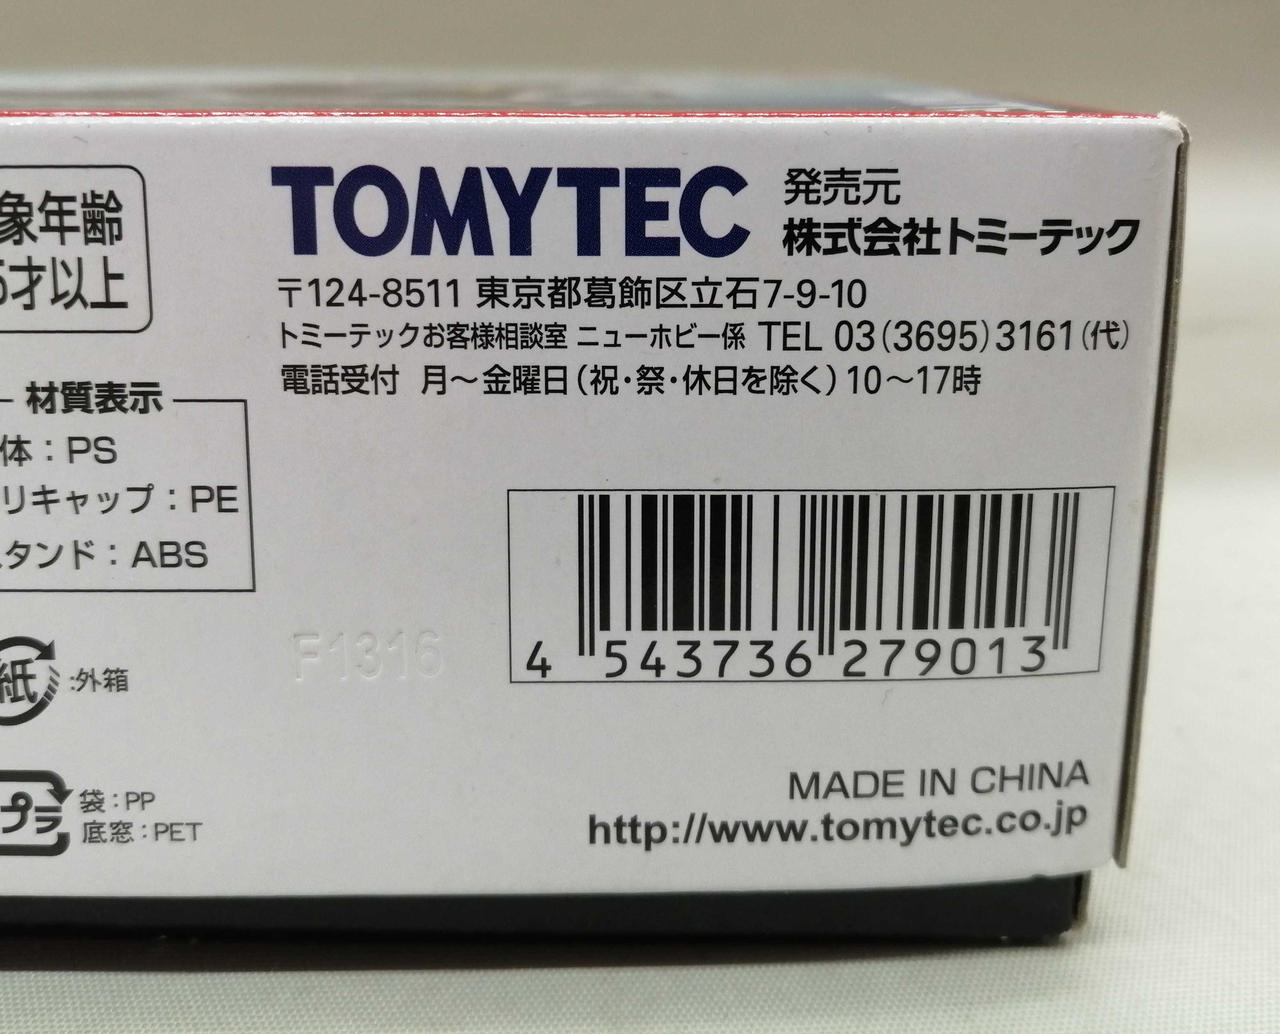 象年齢
5才以上
材質表示
体：PS
リキャップ：PE
スタンド：ABS
紙:外箱
プラ 袋：PP
底窓：PET
TOMYTEC
発売元
株式会社トミーテック
〒124-8511 東京都葛飾区立石7-9-10
トミーテックお客様相談室 ニューホビー係 TEL 03(3695)3161(代)
電話受付 月～金曜日(祝・祭・休日を除く)10～17時
F1316
4 543736 279013
MADE IN CHINA
http://www.tomytec.co.jp